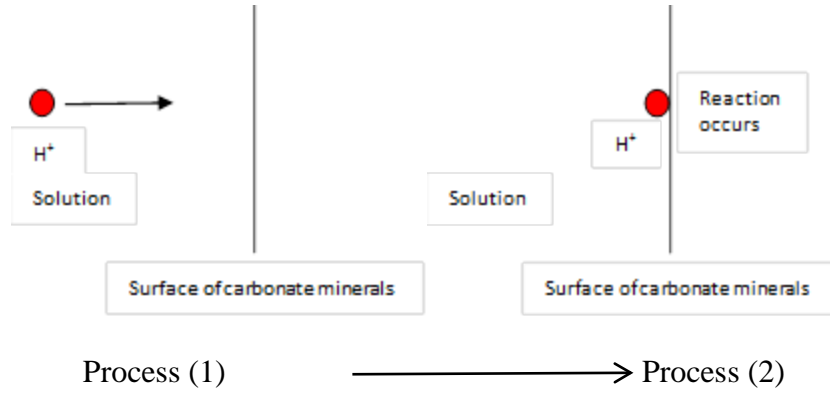 H⁺
Solution
Surface of carbonate minerals
Reaction
occurs
H⁺
Solution
Surface of carbonate minerals
Process (1)
Process (2)